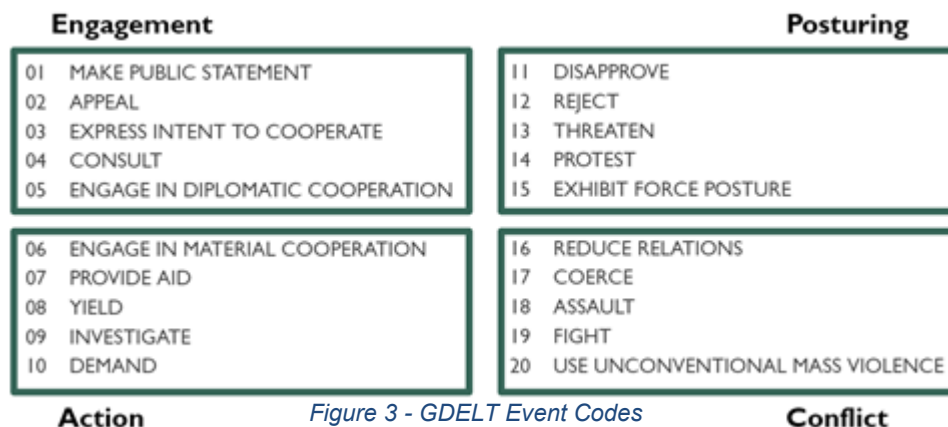 Engagement
01 MAKE PUBLIC STATEMENT
02 APPEAL
03 EXPRESS INTENT TO COOPERATE
04 CONSULT
05 ENGAGE IN DIPLOMATIC COOPERATION
Posturing
11 DISAPPROVE
12 REJECT
13 THREATEN
14 PROTEST
15 EXHIBIT FORCE POSTURE
06 ENGAGE IN MATERIAL COOPERATION
07 PROVIDE AID
08 YIELD
09 INVESTIGATE
10 DEMAND
Action
16 REDUCE RELATIONS
17 COERCE
18 ASSAULT
19 FIGHT
20 USE UNCONVENTIONAL MASS VIOLENCE
Conflict
Figure 3 - GDELT Event Codes